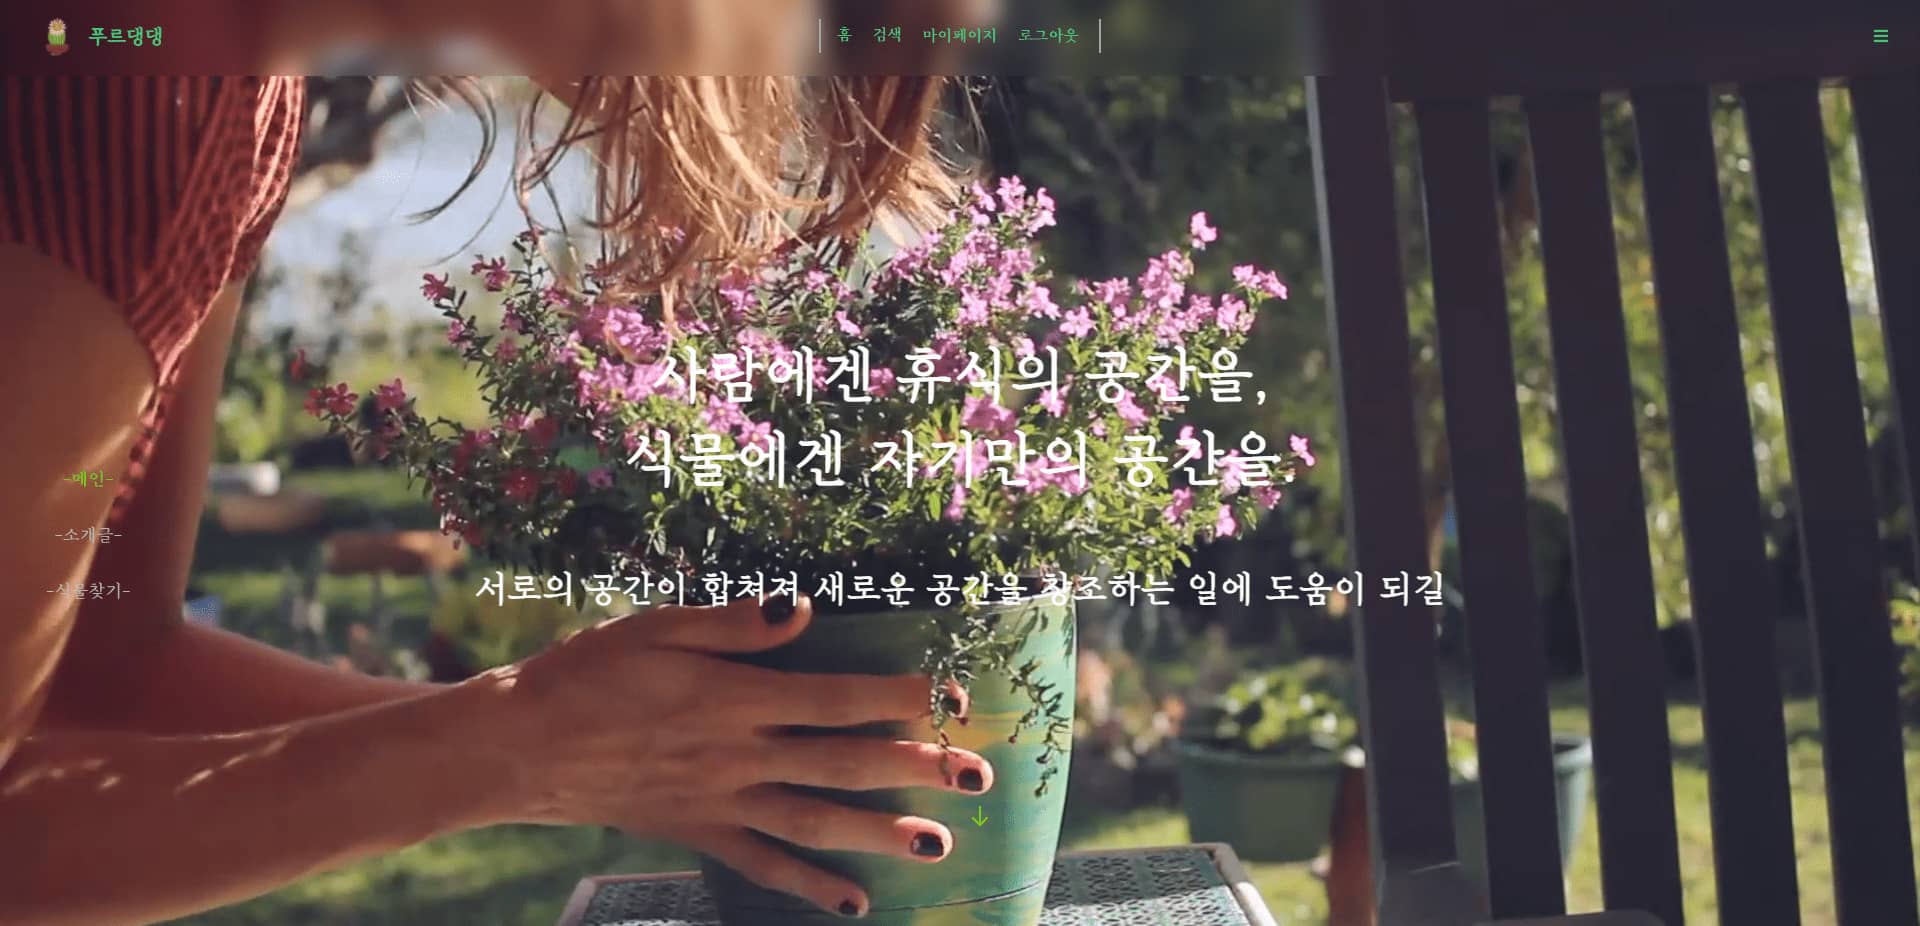 푸르댕댕
홈 검색 마이페이지 로그아웃
사람에겐 휴식의 공간을,
식물에겐 자기만의 공간을.
-메인-
-소개글-
-식물찾기-
서로의 공간이 합쳐져 새로운 공간을 창조하는 일에 도움이 되길